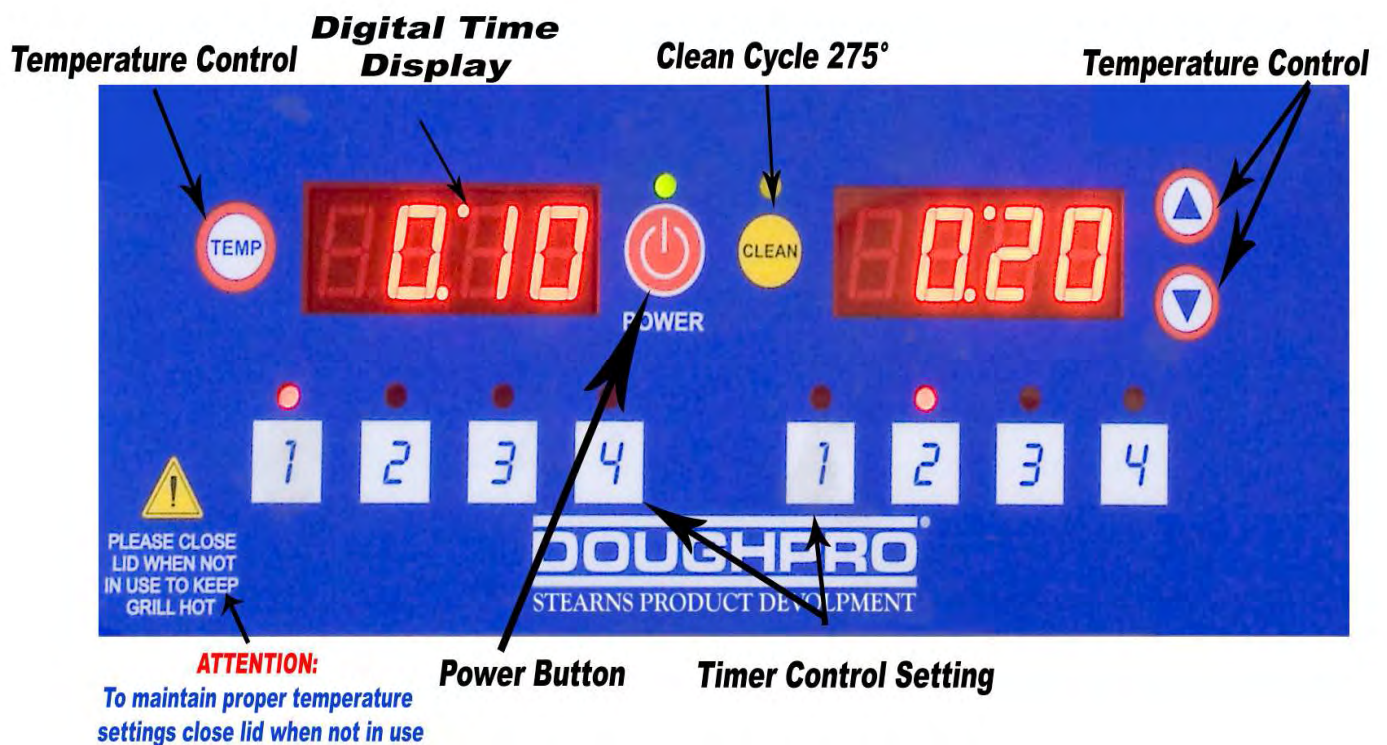 Digital Time
Display
Temperature Control
Clean Cycle 275°
Temperature Control
TEMP
0.10
POWER
CLEAN
0.20
1 2 3 4
1 2 3 4
!
PLEASE CLOSE
LID WHEN NOT
IN USE TO KEEP
GRILL HOT
DOUGHPRO
STEARNS PRODUCT DEVOLPMENT
ATTENTION:
To maintain proper temperature
settings close lid when not in use
Power Button
Timer Control Setting